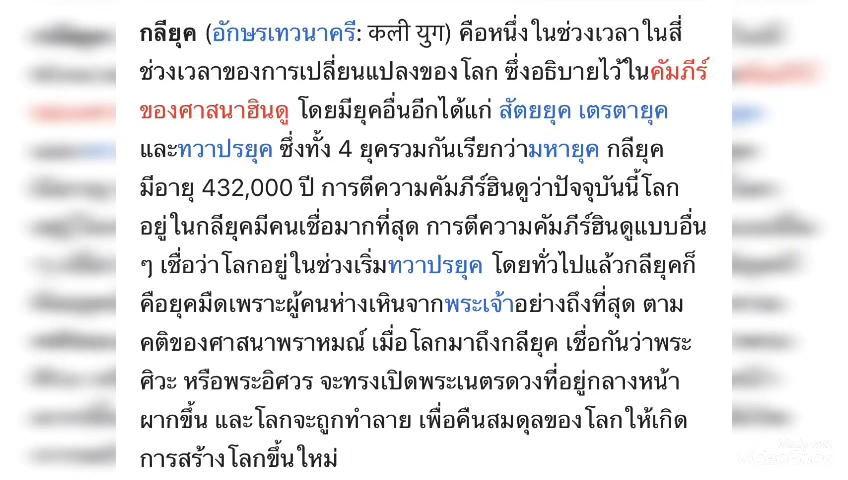 กลียุค (อักษรเทวนาครี: कली युग) คือหนึ่งในช่วงเวลาในสี่
ช่วงเวลาของการเปลี่ยนแปลงของโลก ซึ่งอธิบายไว้ในคัมภีร์
ของศาสนาฮินดู โดยมียุคอื่นอีกได้แก่ สัตยยุค เตรตายุค
และทวาปรยุค ซึ่งทั้ง 4 ยุครวมกันเรียกว่ามหายุค กลียุค
มีอายุ 432,000 ปี การตีความคัมภีร์ฮินดูว่าปัจจุบันนี้โลก
อยู่ในกลียุคมีคนเชื่อมากที่สุด การตีความคัมภีร์ฮินดูแบบอื่น
ๆ เชื่อว่าโลกอยู่ในช่วงเริ่มทวาปรยุค โดยทั่วไปแล้วกลียุคก็
คือยุคมืดเพราะผู้คนห่างเหินจากพระเจ้าอย่างถึงที่สุด ตาม
คติของศาสนาพราหมณ์ เมื่อโลกมาถึงกลียุค เชื่อกันว่าพระ
ศิวะ หรือพระอิศวร จะทรงเปิดพระเนตรดวงที่อยู่กลางหน้า
ผากขึ้น และโลกจะถูกทำลาย เพื่อคืนสมดุลของโลกให้เกิด
การสร้างโลกขึ้นใหม่
Made with
VideoShow